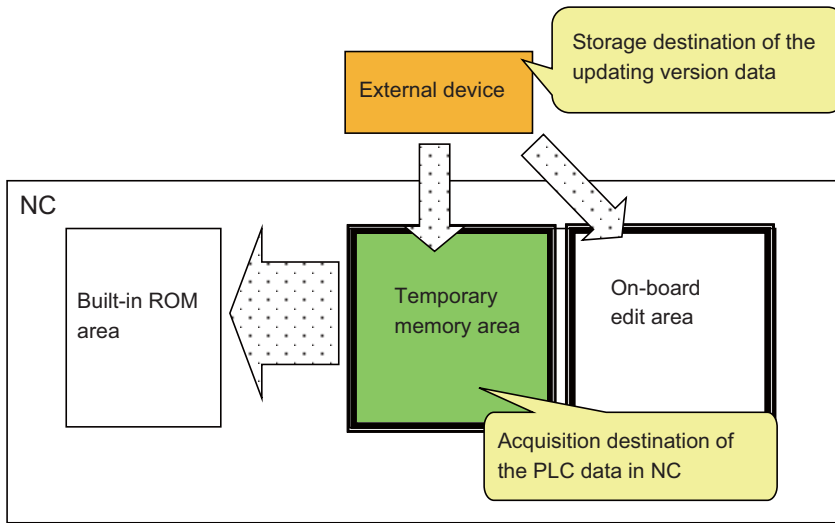 Storage destination of the
updating version data
External device
NC
Built-in ROM
area
Temporary
memory area
On-board
edit area
Acquisition destination of
the PLC data in NC